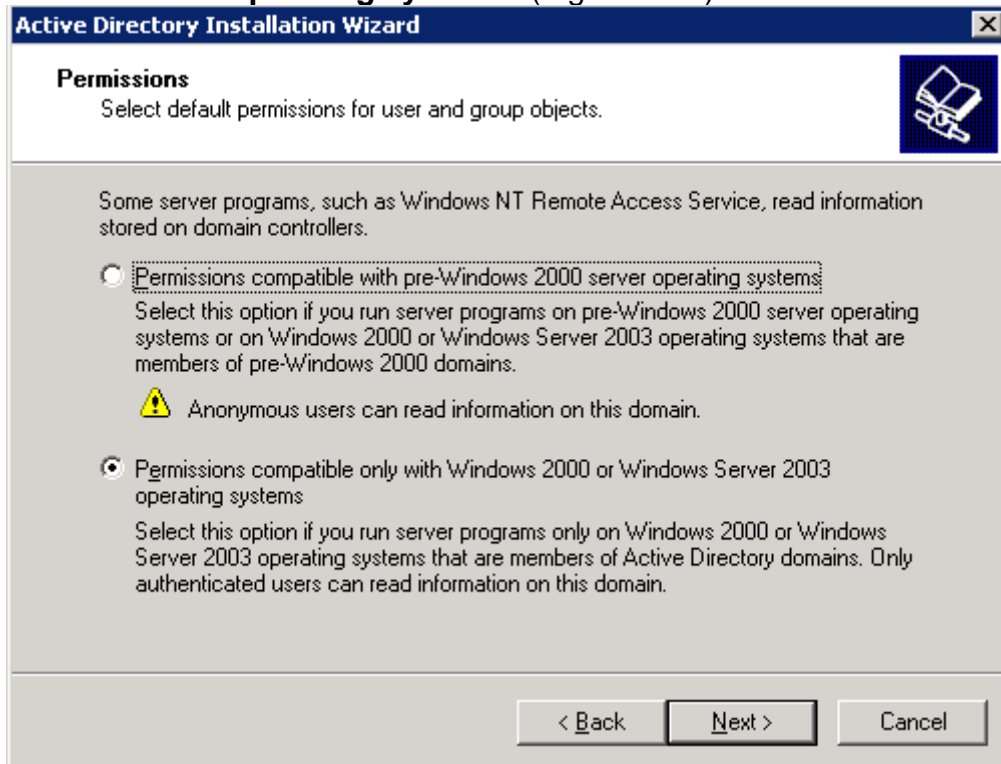 Active Directory Installation Wizard
Permissions
Select default permissions for user and group objects.
Some server programs, such as Windows NT Remote Access Service, read information
stored on domain controllers.
Permissions compatible with pre-Windows 2000 server operating systems
Select this option if you run server programs on pre-Windows 2000 server operating
systems or on Windows 2000 or Windows Server 2003 operating systems that are
members of pre-Windows 2000 domains.
Anonymous users can read information on this domain.
Permissions compatible only with Windows 2000 or Windows Server 2003
operating systems
Select this option if you run server programs only on Windows 2000 or Windows
Server 2003 operating systems that are members of Active Directory domains. Only
authenticated users can read information on this domain.
< Back Next > Cancel